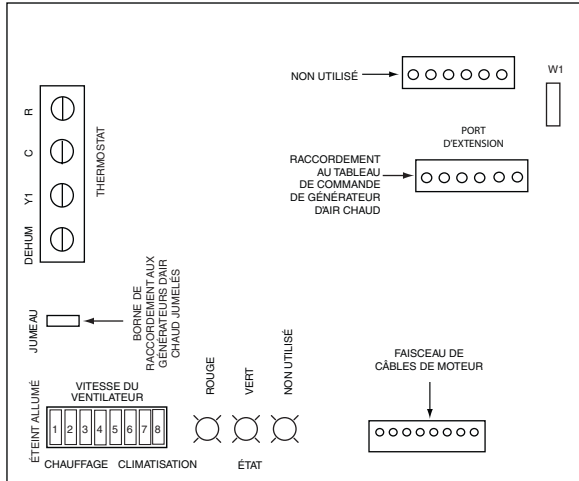 R
C
Y1
DEHUM
THERMOSTAT
NON UTILISÉ
W1
PORT
D'EXTENSION
RACCORDEMENT
AU TABLEAU
DE COMMANDE
DE GÉNÉRATEUR
D'AIR CHAUD
JUMEAU
BORNE DE
RACCORDEMENT AUX
GÉNÉRATEURS D'AIR
CHAUD JUMELÉS
ÉTEINT ALLUMÉ
VITESSE DU
VENTILATEUR
1 2 3 4 5 6 7 8
CHAUFFAGE CLIMATISATION
ROUGE
VERT
NON UTILISÉ
ÉTAT
FAISCEAU DE
CÂBLES DE MOTEUR